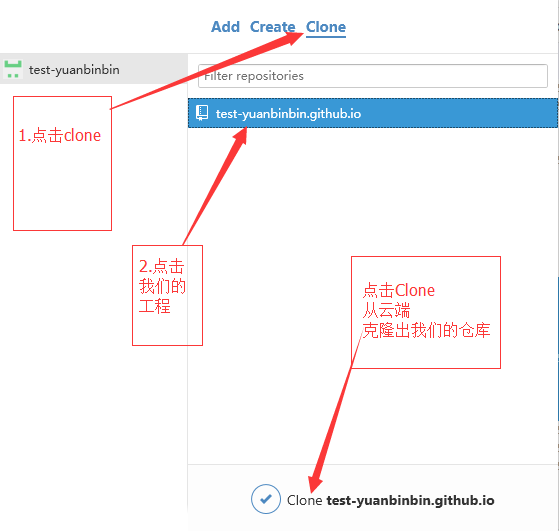 Add Create Clone
test-yuanbinbin
Filter repositories
test-yuanbinbin.github.io
1.点击clone
2.点击
我们的
工程
点击Clone
从云端
克隆出我们的仓库
Clone test-yuanbinbin.github.io